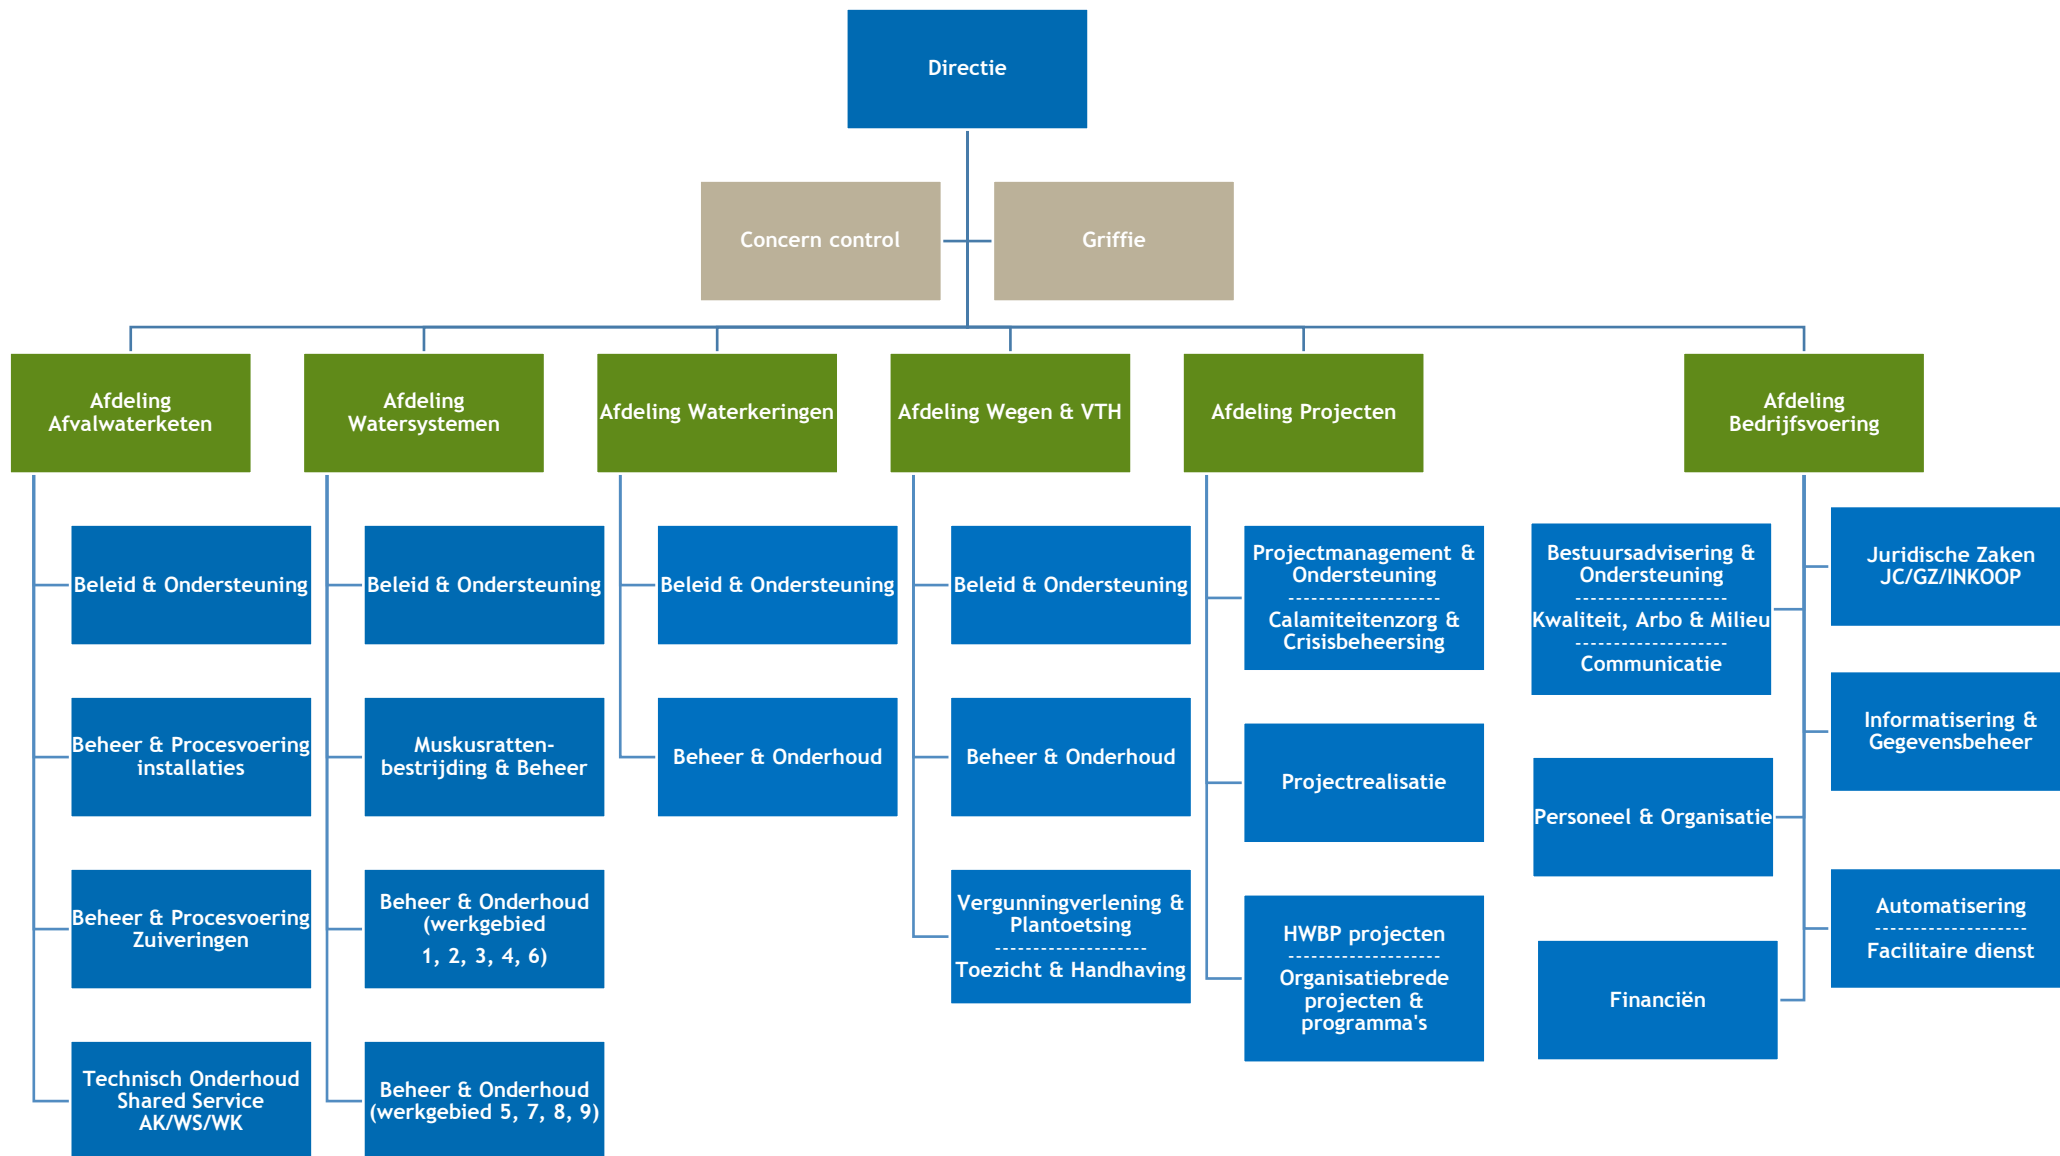 Directie
Concern control
Griffie
Afdeling
Afvalwaterketen
Afdeling
Watersystemen
Afdeling Waterkeringen
Afdeling Wegen & VTH
Afdeling Projecten
Afdeling
Bedrijfsvoering
Beleid & Ondersteuning
Beheer & Procesvoering
installaties
Beheer & Procesvoering
Zuiveringen
Technisch Onderhoud
Shared Service
AK/WS/WK
Beleid & Ondersteuning
Muskusratten-
bestrijding & Beheer
Beheer & Onderhoud
(werkgebied
1, 2, 3, 4, 6)
Beheer & Onderhoud
(werkgebied 5, 7, 8, 9)
Beleid & Ondersteuning
Beheer & Onderhoud
Beleid & Ondersteuning
Beheer & Onderhoud
Vergunningverlening &
Plantoetsing
--------------------
Toezicht & Handhaving
Projectmanagement &
Ondersteuning
--------------------
Calamiteitenzorg &
Crisisbeheersing
Projectrealisatie
HWBP projecten
--------------------
Organisatiebrede
projecten &
programma's
Bestuursadvisering &
Ondersteuning
--------------------
Kwaliteit, Arbo & Milieu
--------------------
Communicatie
Personeel & Organisatie
Financiën
Juridische Zaken
JC/GZ/INKOOP
Informatisering &
Gegevensbeheer
Automatisering
--------------------
Facilitaire dienst